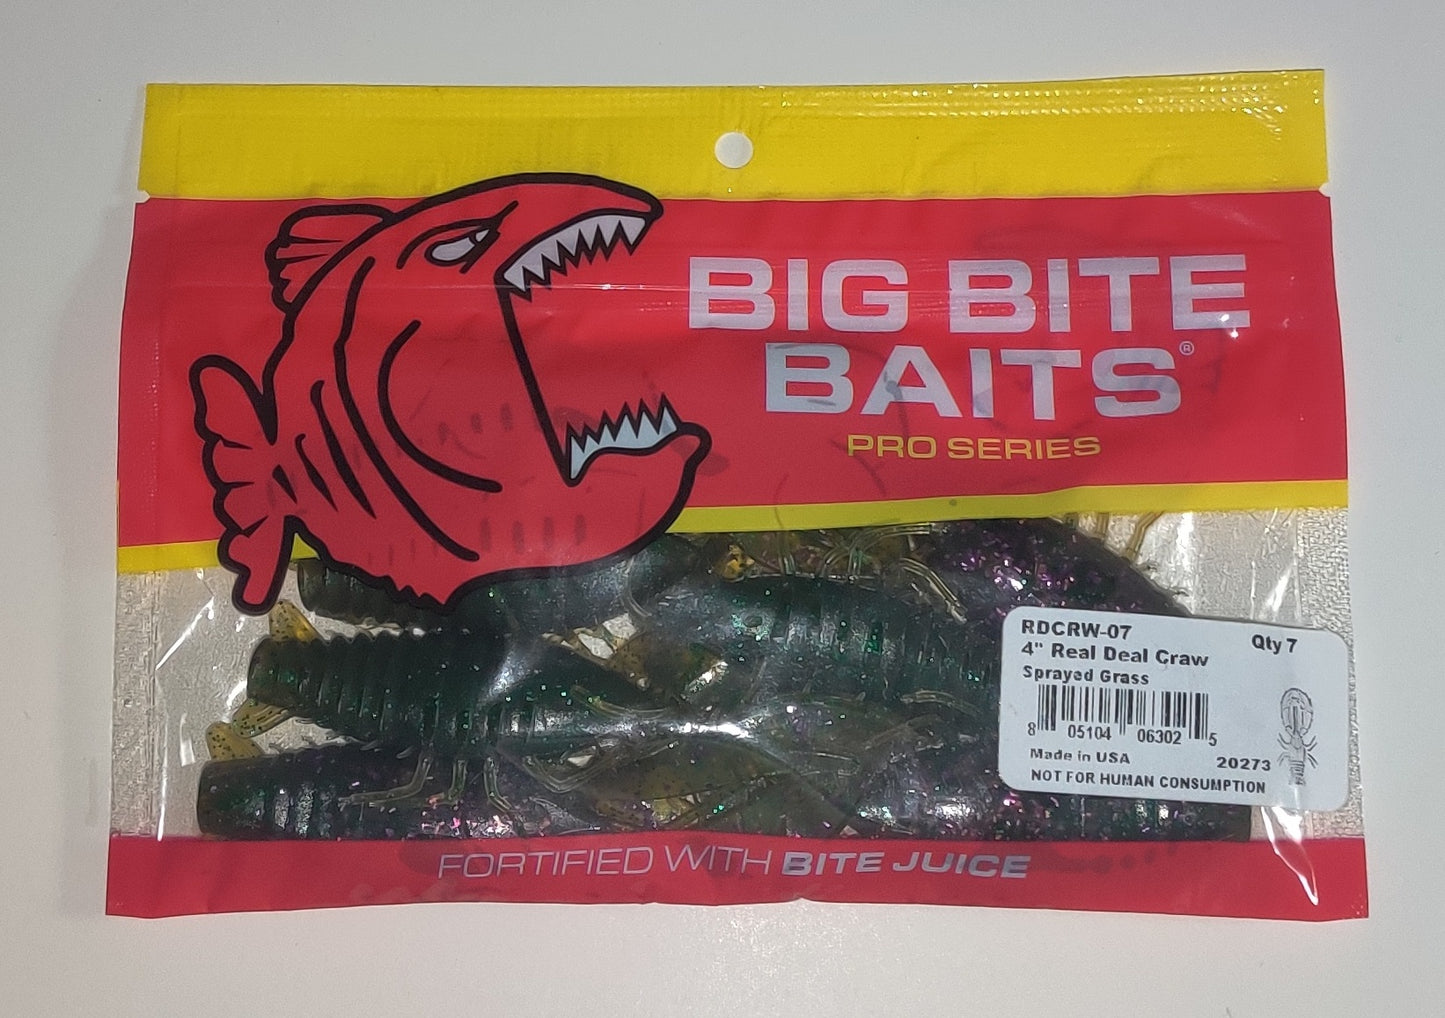 BIG BITE
BAITS®
PRO SERIES
RDCRW-07 Qty 7
4" Real Deal Craw
Sprayed Grass
8 05104 06302 5
Made in USA 20273
NOT FOR HUMAN CONSUMPTION
FORTIFIED WITH BITE JUICE